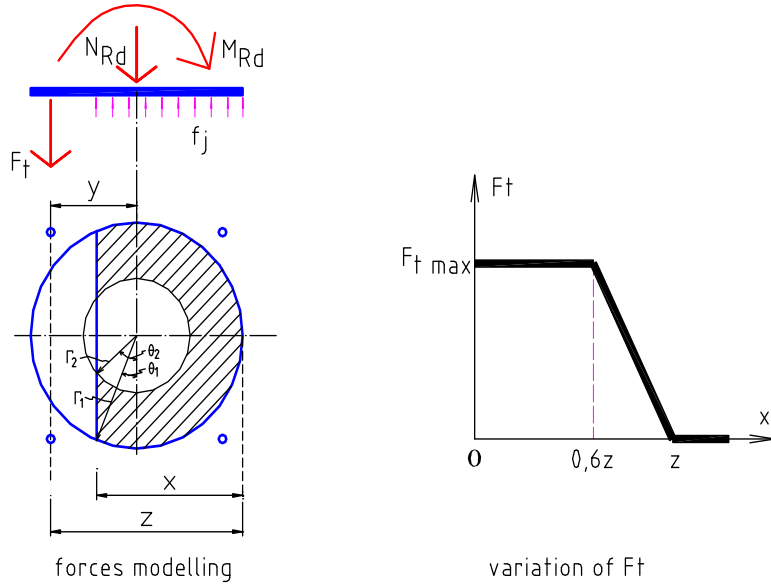 NRd
MRd
fj
Ft
y
r2
θ2
θ1
r1
x
z
forces modelling
Ft
Ft max
x
0
0,6z
z
variation of Ft